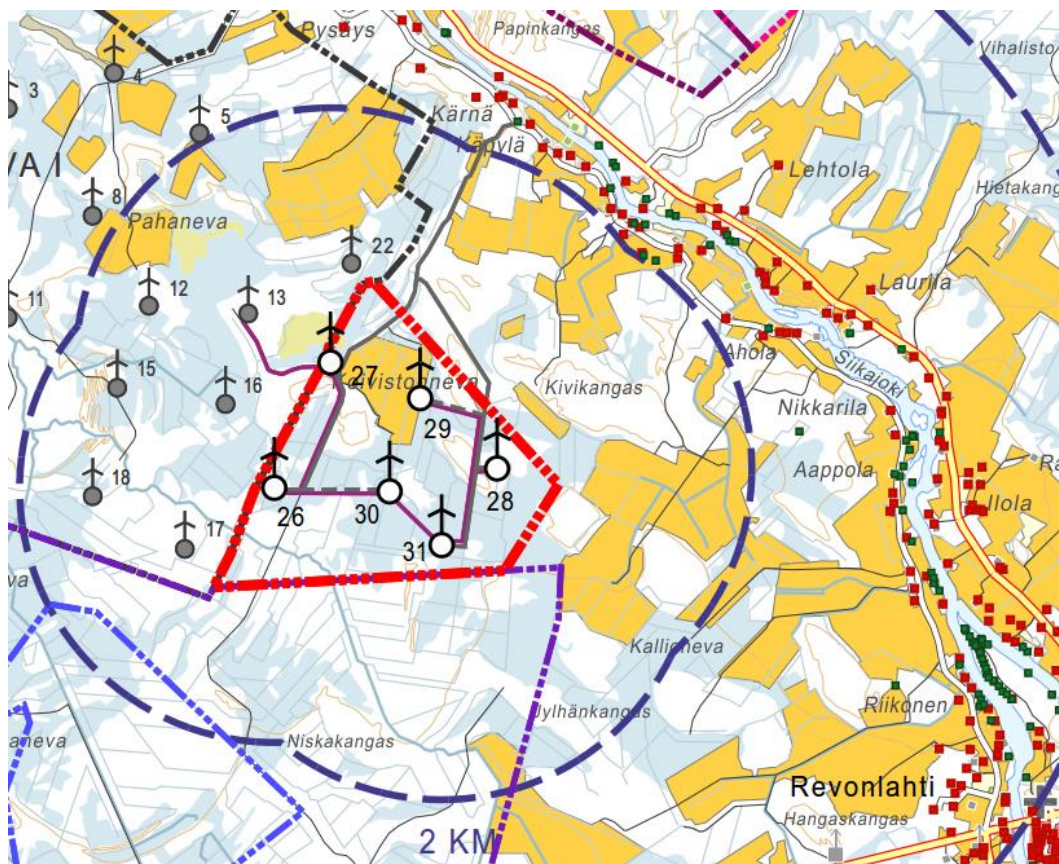 Pysäys
Papinkangas
Vihalisto
4
3
Kärnä
5
Käpylä
VA I
Lehtola
Hietakang
8
Pahaneva
22
Laurila
12
11
13
27
Ahola
Siikajoki
15
Kivikangas
16
29
Nikkarila
Aappola
18
28
Ilola
26
30
17
31
Kallioneva
Riikonen
Jylhänkangas
aneva
Niskakangas
Revonlahti
Hangaskangas
2 KM